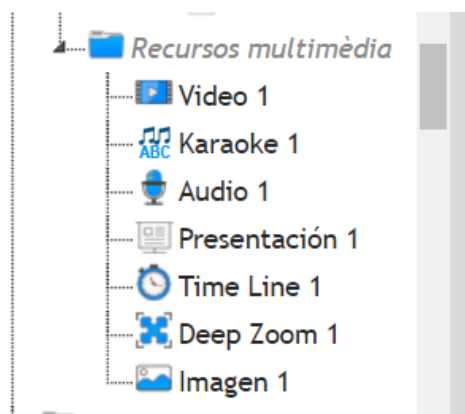 Recursos multimèdia
Video 1
ABC Karaoke 1
Audio 1
Presentación 1
Time Line 1
Deep Zoom 1
Imagen 1